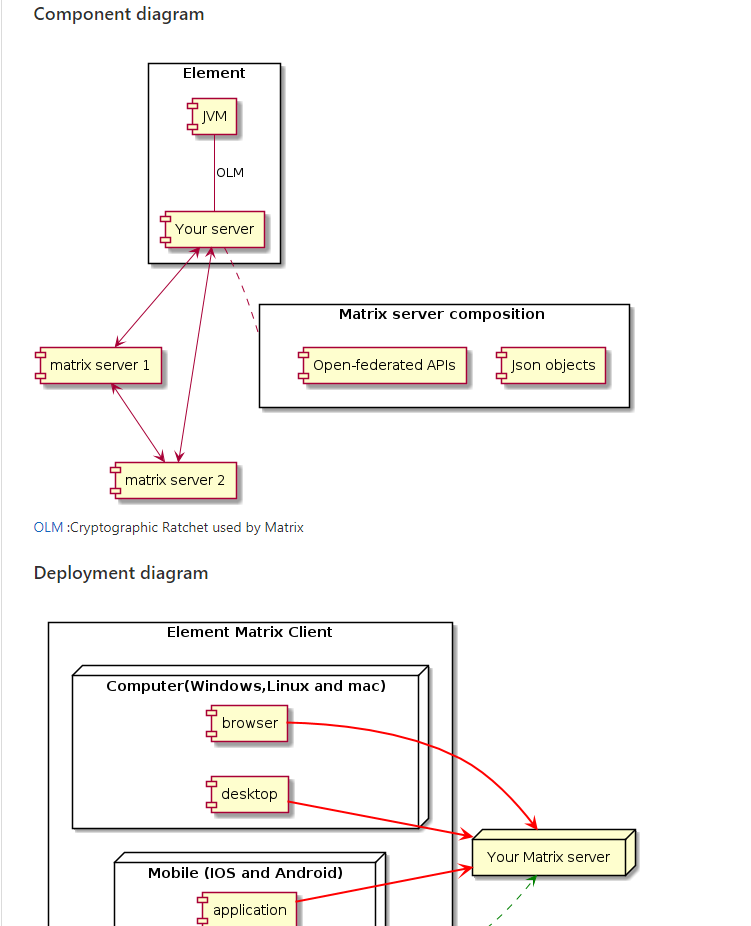 Component diagram
Element
JVM
OLM
Your server
Matrix server composition
matrix server 1
Open-federated APIs
Json objects
matrix server 2
OLM :Cryptographic Ratchet used by Matrix
Deployment diagram
Element Matrix Client
Computer(Windows,Linux and mac)
browser
desktop
Your Matrix server
Mobile (IOS and Android)
application